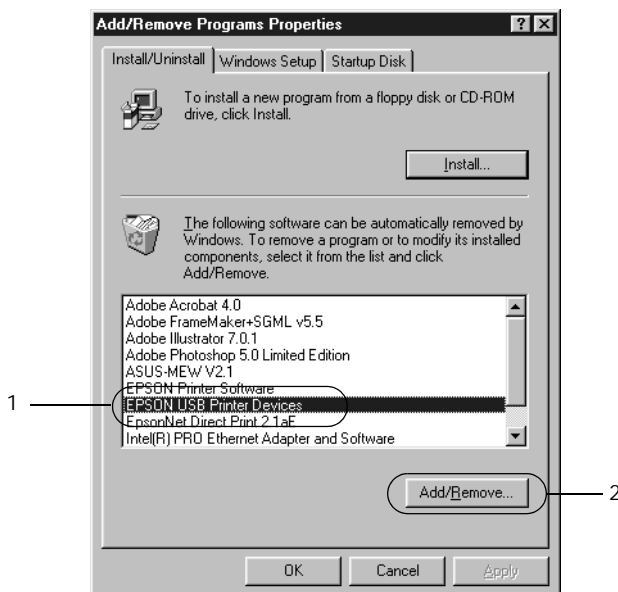 Add/Remove Programs Properties
Install/Uninstall
Windows Setup
Startup Disk
To install a new program from a floppy disk or CD-ROM
drive, click Install.
Install...
The following software can be automatically removed by
Windows. To remove a program or to modify its installed
components, select it from the list and click
Add/Remove.
Adobe Acrobat 4.0
Adobe FrameMaker+SGML v5.5
Adobe Illustrator 7.0.1
Adobe Photoshop 5.0 Limited Edition
ASUS-MEW V2.1
EPSON Printer Software
1
EPSON USB Printer Devices
EpsonNet Direct Print 2.1aE
Intel(R) PRO Ethernet Adapter and Software
Add/Remove...
2
OK
Cancel
Apply